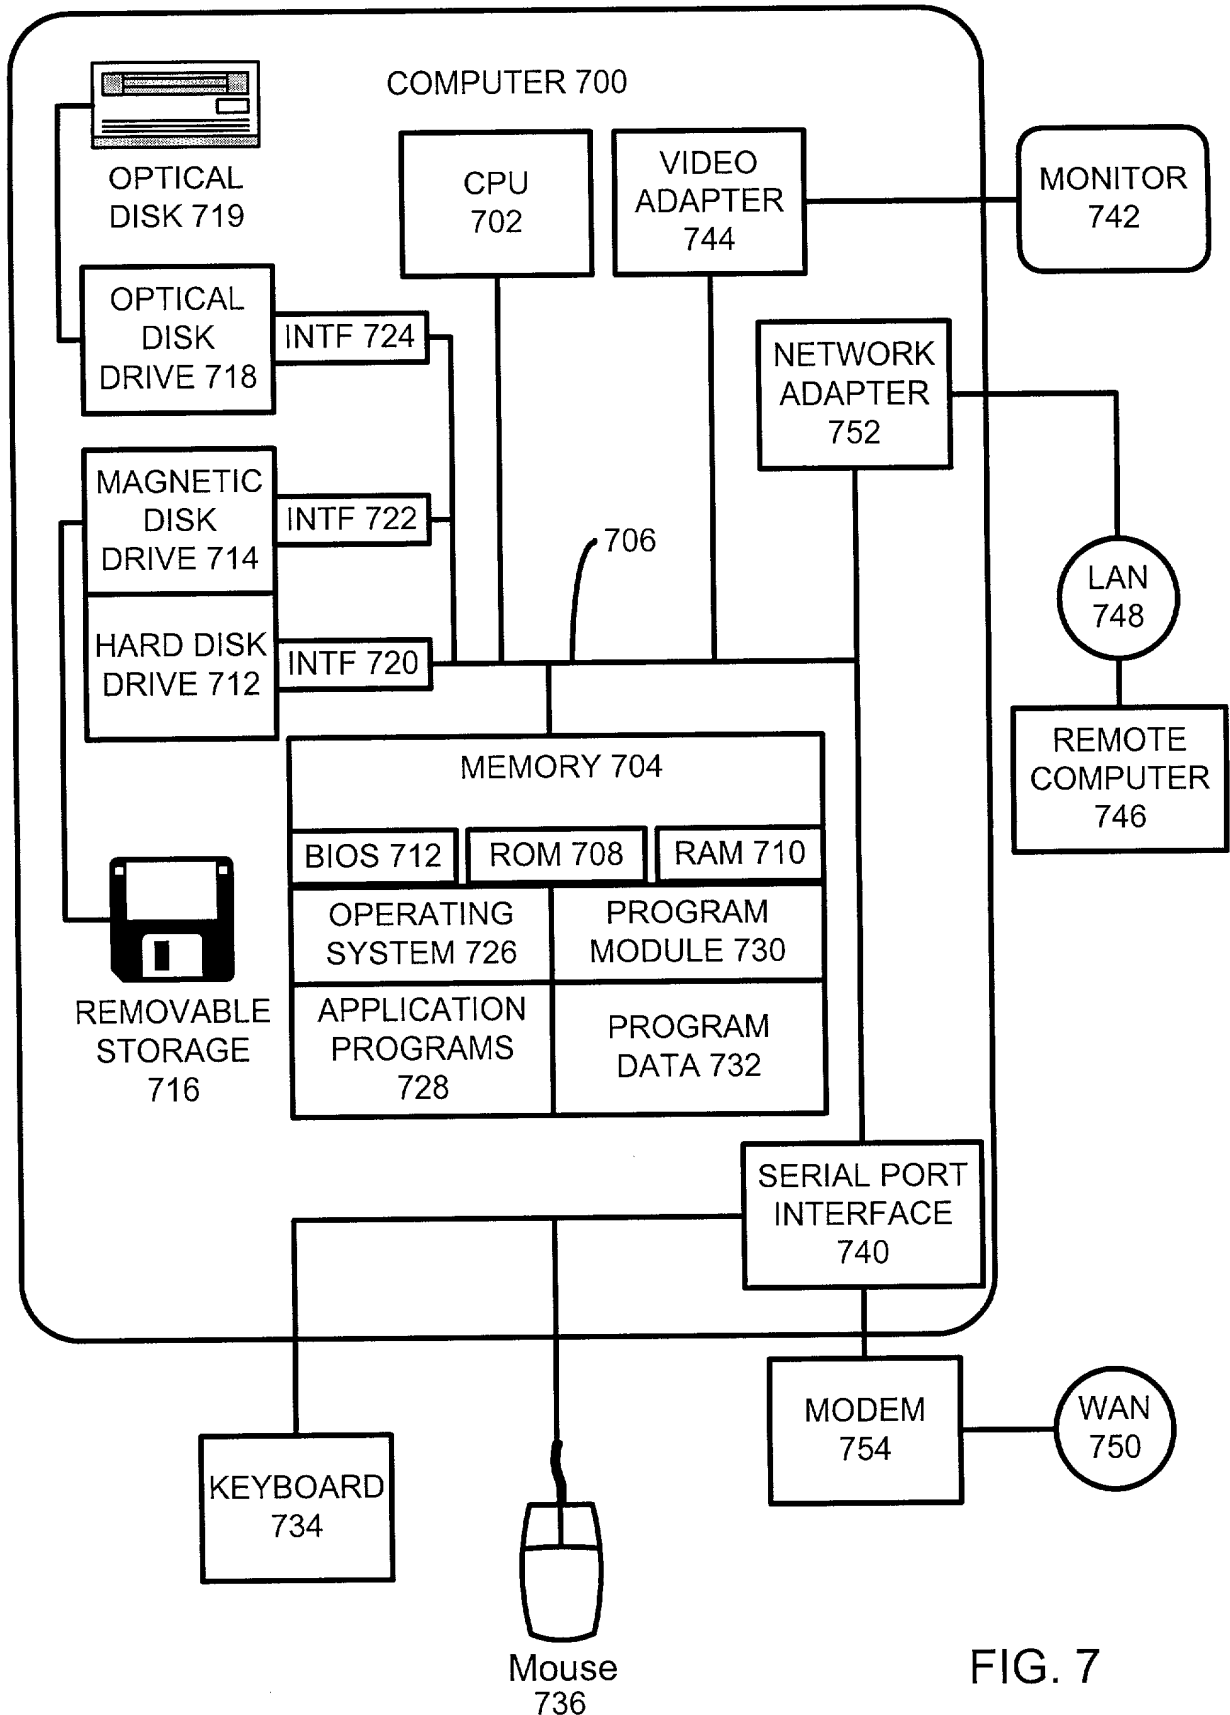 COMPUTER 700
OPTICAL
DISK 719
CPU
702
VIDEO
ADAPTER
744
MONITOR
742
OPTICAL
DISK
DRIVE 718
INTF 724
NETWORK
ADAPTER
752
MAGNETIC
DISK
DRIVE 714
INTF 722
706
LAN
748
HARD DISK
DRIVE 712
INTF 720
REMOTE
COMPUTER
746
MEMORY 704
BIOS 712
ROM 708
RAM 710
OPERATING
SYSTEM 726
PROGRAM
MODULE 730
REMOVABLE
STORAGE
716
APPLICATION
PROGRAMS
728
PROGRAM
DATA 732
SERIAL PORT
INTERFACE
740
MODEM
754
WAN
750
KEYBOARD
734
Mouse
736
FIG. 7